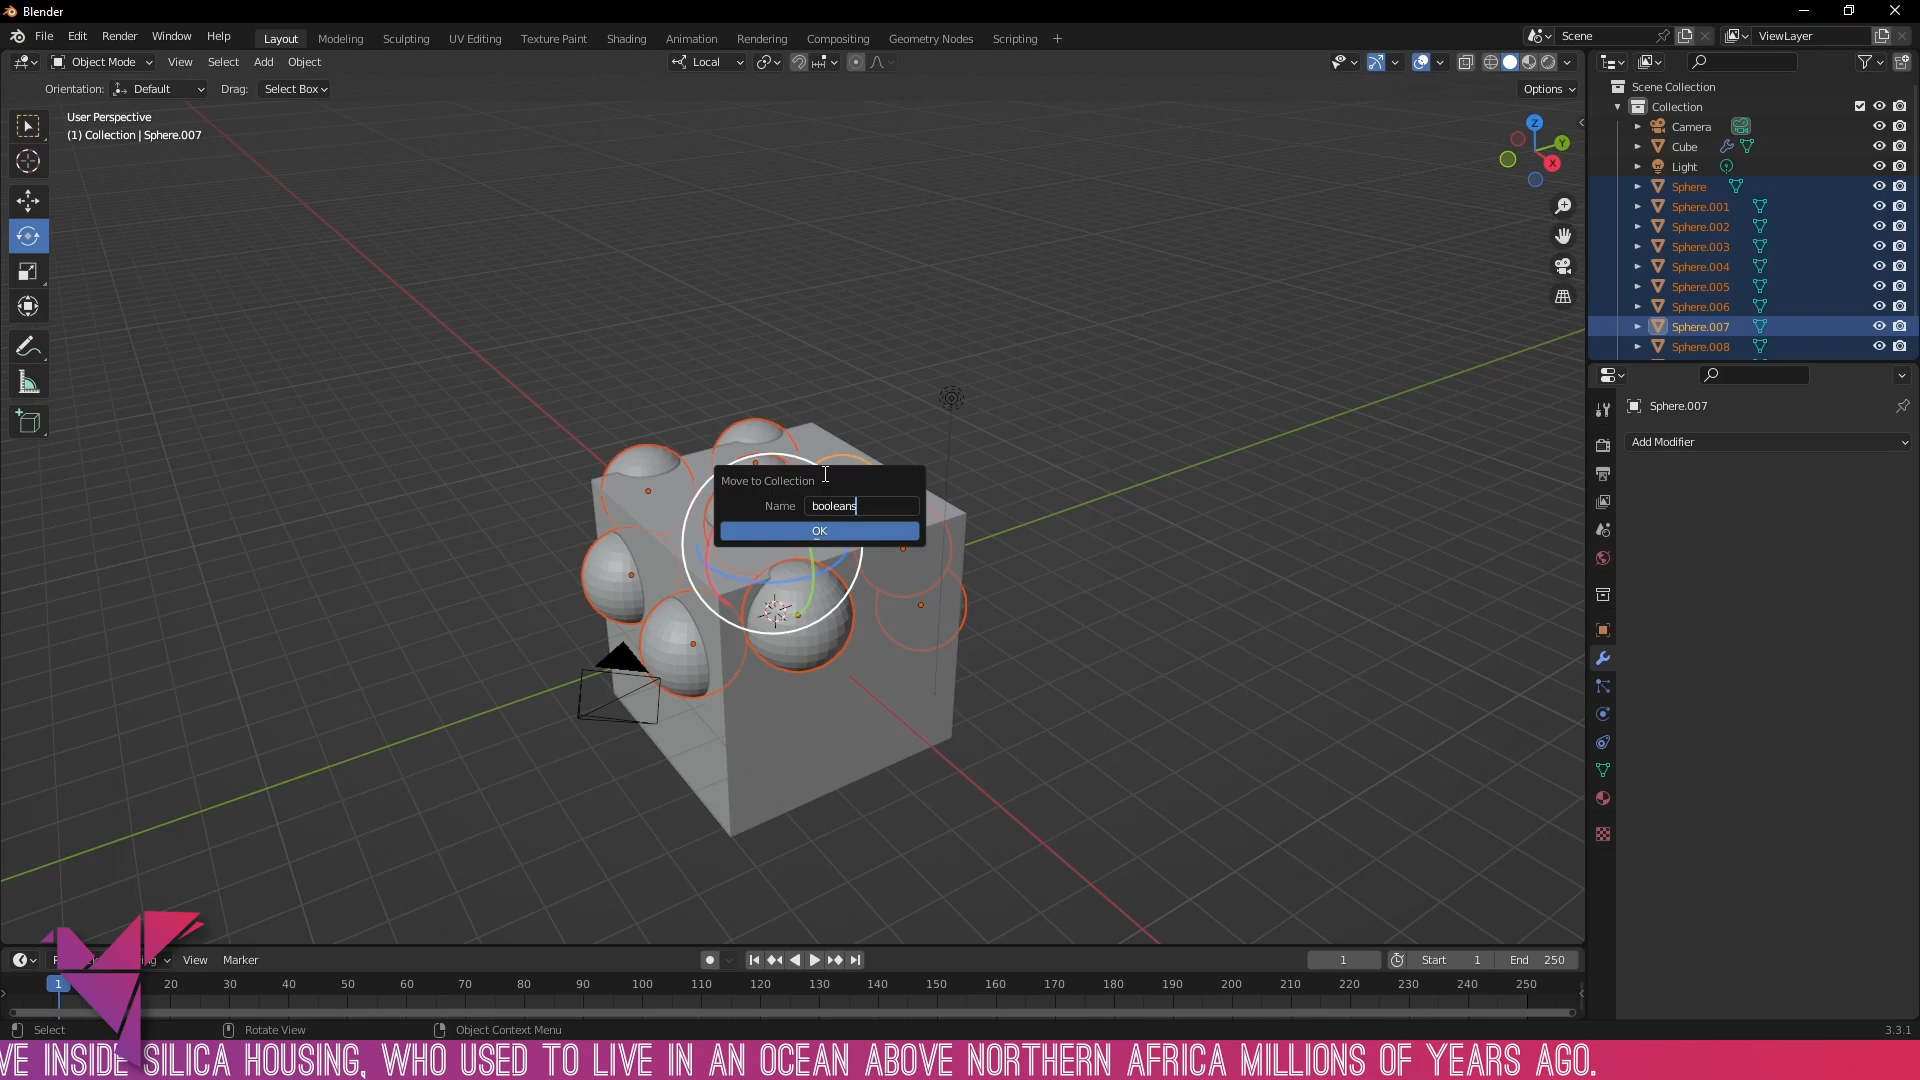 Blender
File Edit Render Window Help
Layout Modeling Sculpting UV Editing Texture Paint Shading Animation Rendering Compositing Geometry Nodes Scripting +
Scene
ViewLayer
Object Mode View Select Add Object
Local
Orientation: Default Drag: Select Box
Options
User Perspective
(1) Collection | Sphere.007
Z
Y
X
Scene Collection
Collection
Camera
Cube
Light
Sphere
Sphere.001
Sphere.002
Sphere.003
Sphere.004
Sphere.005
Sphere.006
Sphere.007
Sphere.008
Sphere.007
Add Modifier
Move to Collection
Name booleans
OK
View Marker
1
Start 1 End 250
1 20 30 40 50 60 70 80 90 100 110 120 130 140 150 160 170 180 190 200 210 220 230 240 250
Select Rotate View Object Context Menu
3.3.1
VE INSIDE SILICA HOUSING, WHO USED TO LIVE IN AN OCEAN ABOVE NORTHERN AFRICA MILLIONS OF YEARS AGO.